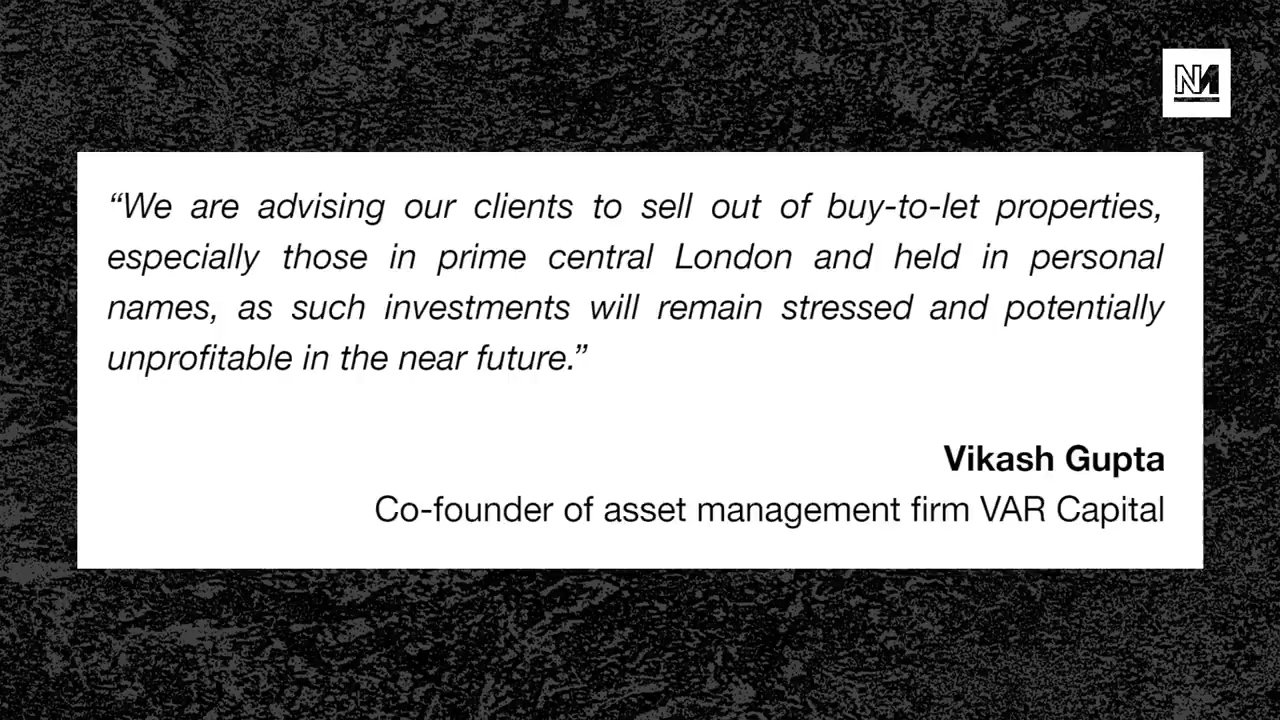 NM
“We are advising our clients to sell out of buy-to-let properties,
especially those in prime central London and held in personal
names, as such investments will remain stressed and potentially
unprofitable in the near future.”
Vikash Gupta
Co-founder of asset management firm VAR Capital